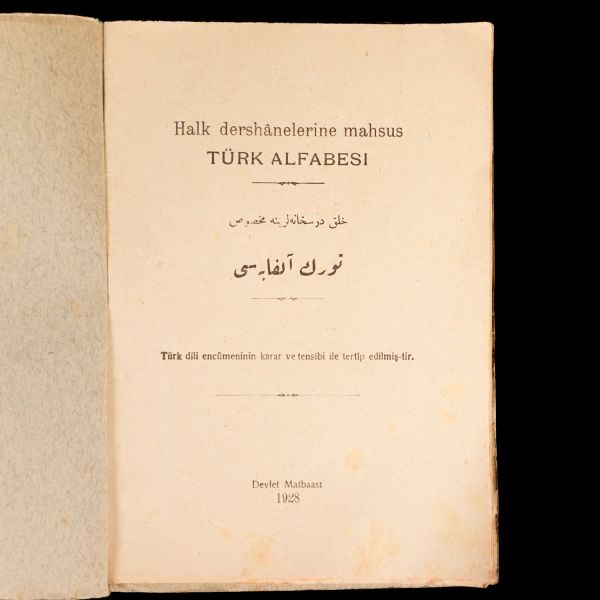 Halk dershânelerine mahsus
TÜRK ALFABESI
خلق درسخانه‌لرینه مخصوص
تورك آلفابه‌سی
Türk dili encümeninin karar ve tensibi ile tertip edilmiş-tir.
Devlet Matbaası
1928